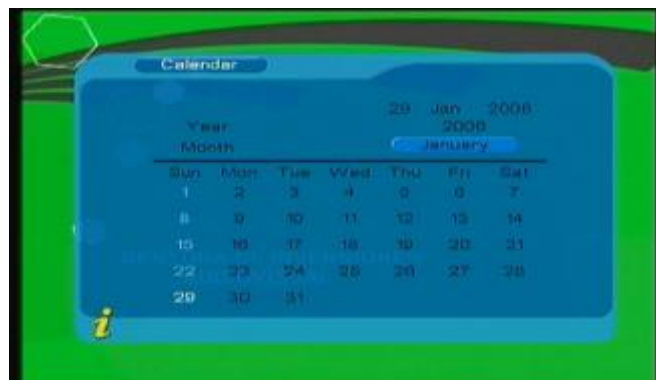 Calendar
29 Jan 2006
Year 2006
Month January
Sun Mon Tue Wed Thu Fri Sat
1 2 3 4 5 6 7
8 9 10 11 12 13 14
15 16 17 18 19 20 21
22 23 24 25 26 27 28
29 30 31
i